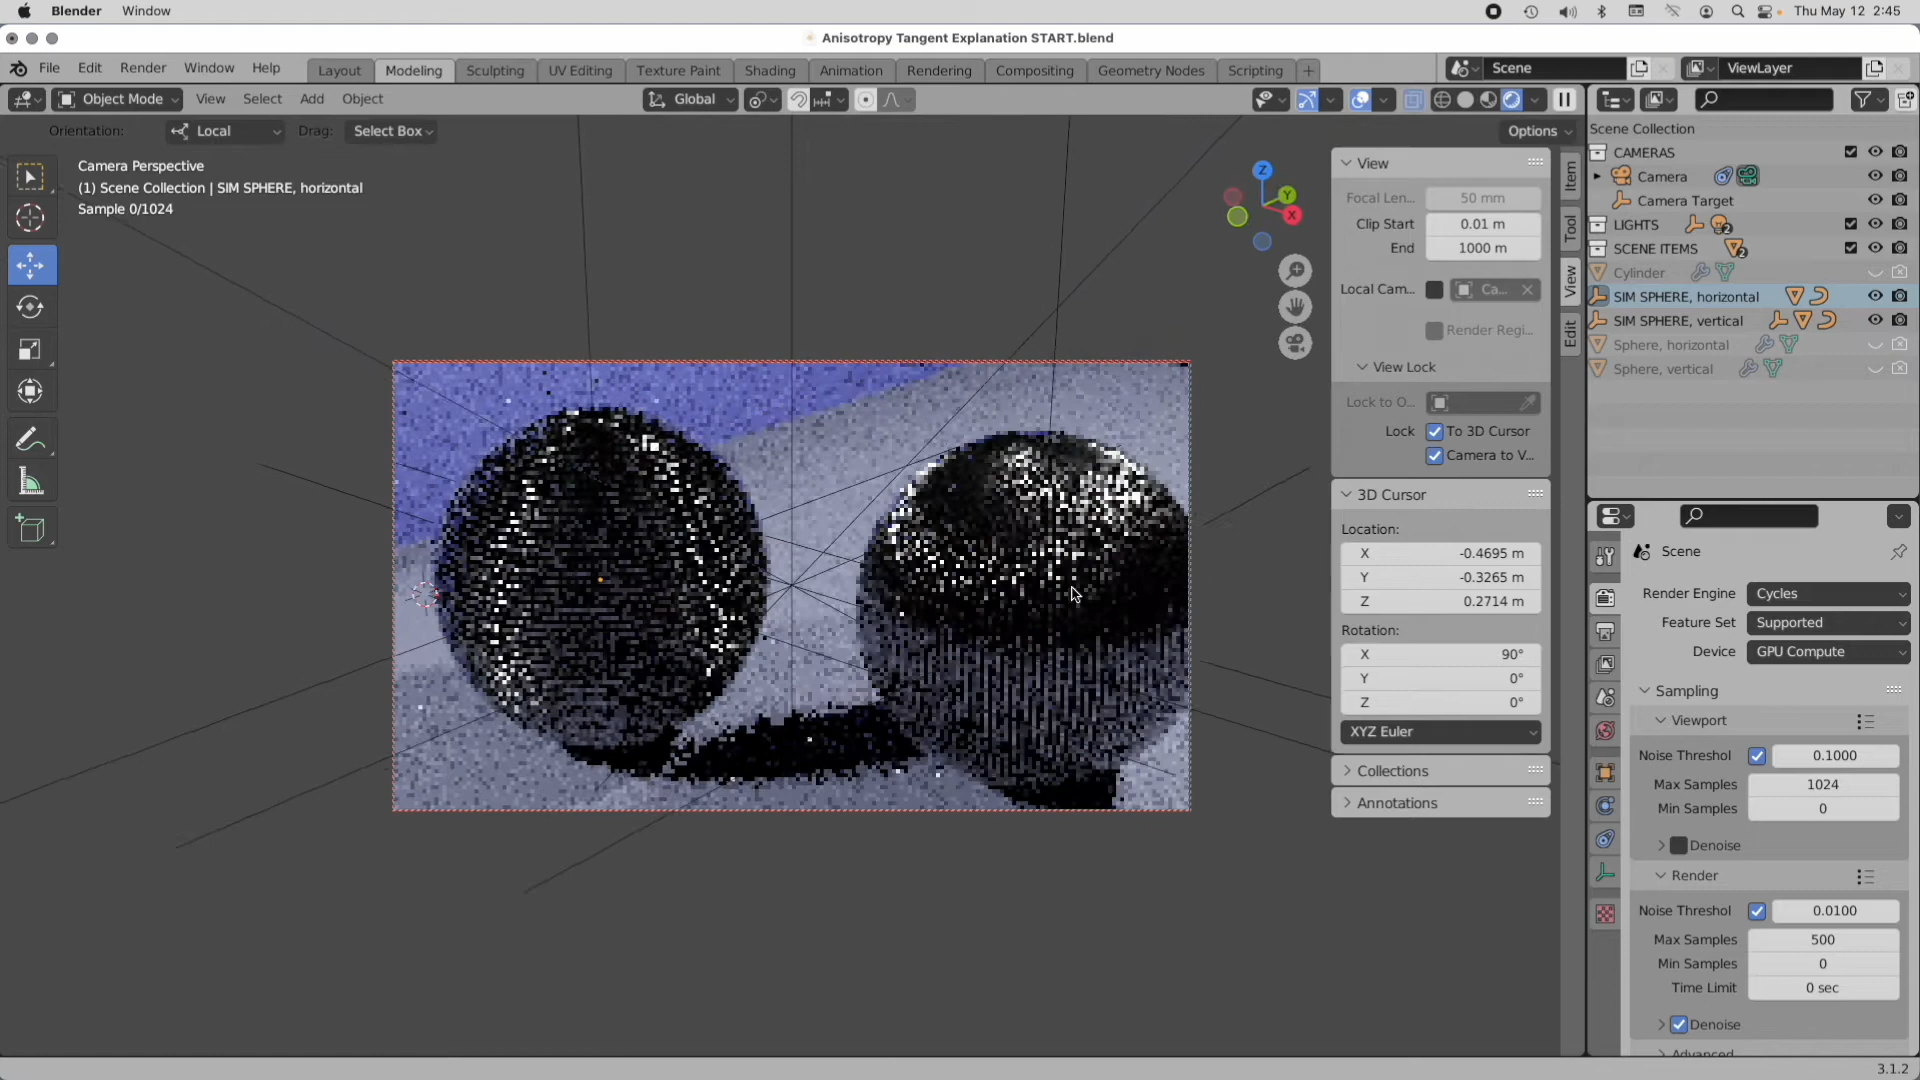 Blender Window
Thu May 12 2:45
Anisotropy Tangent Explanation START.blend
File Edit Render Window Help
Layout Modeling Sculpting UV Editing Texture Paint Shading Animation Rendering Compositing Geometry Nodes Scripting +
Scene
ViewLayer
Object Mode View Select Add Object
Global
Orientation: Local Drag: Select Box
Options
Camera Perspective
(1) Scene Collection | SIM SPHERE, horizontal
Sample 0/1024
Z
Y
X
View
Focal Len... 50 mm
Clip Start 0.01 m
End 1000 m
Local Cam... Ca...
Render Regi...
View Lock
Lock to O...
Lock To 3D Cursor
Camera to V...
3D Cursor
Location:
X -0.4695 m
Y -0.3265 m
Z 0.2714 m
Rotation:
X 90°
Y 0°
Z 0°
XYZ Euler
Collections
Annotations
Item
Tool
View
Edit
Scene Collection
CAMERAS
Camera
Camera Target
LIGHTS 2
SCENE ITEMS 2
Cylinder
SIM SPHERE, horizontal
SIM SPHERE, vertical
Sphere, horizontal
Sphere, vertical
Scene
Render Engine Cycles
Feature Set Supported
Device GPU Compute
Sampling
Viewport
Noise Threshol 0.1000
Max Samples 1024
Min Samples 0
Denoise
Render
Noise Threshol 0.0100
Max Samples 500
Min Samples 0
Time Limit 0 sec
Denoise
Advanced
3.1.2